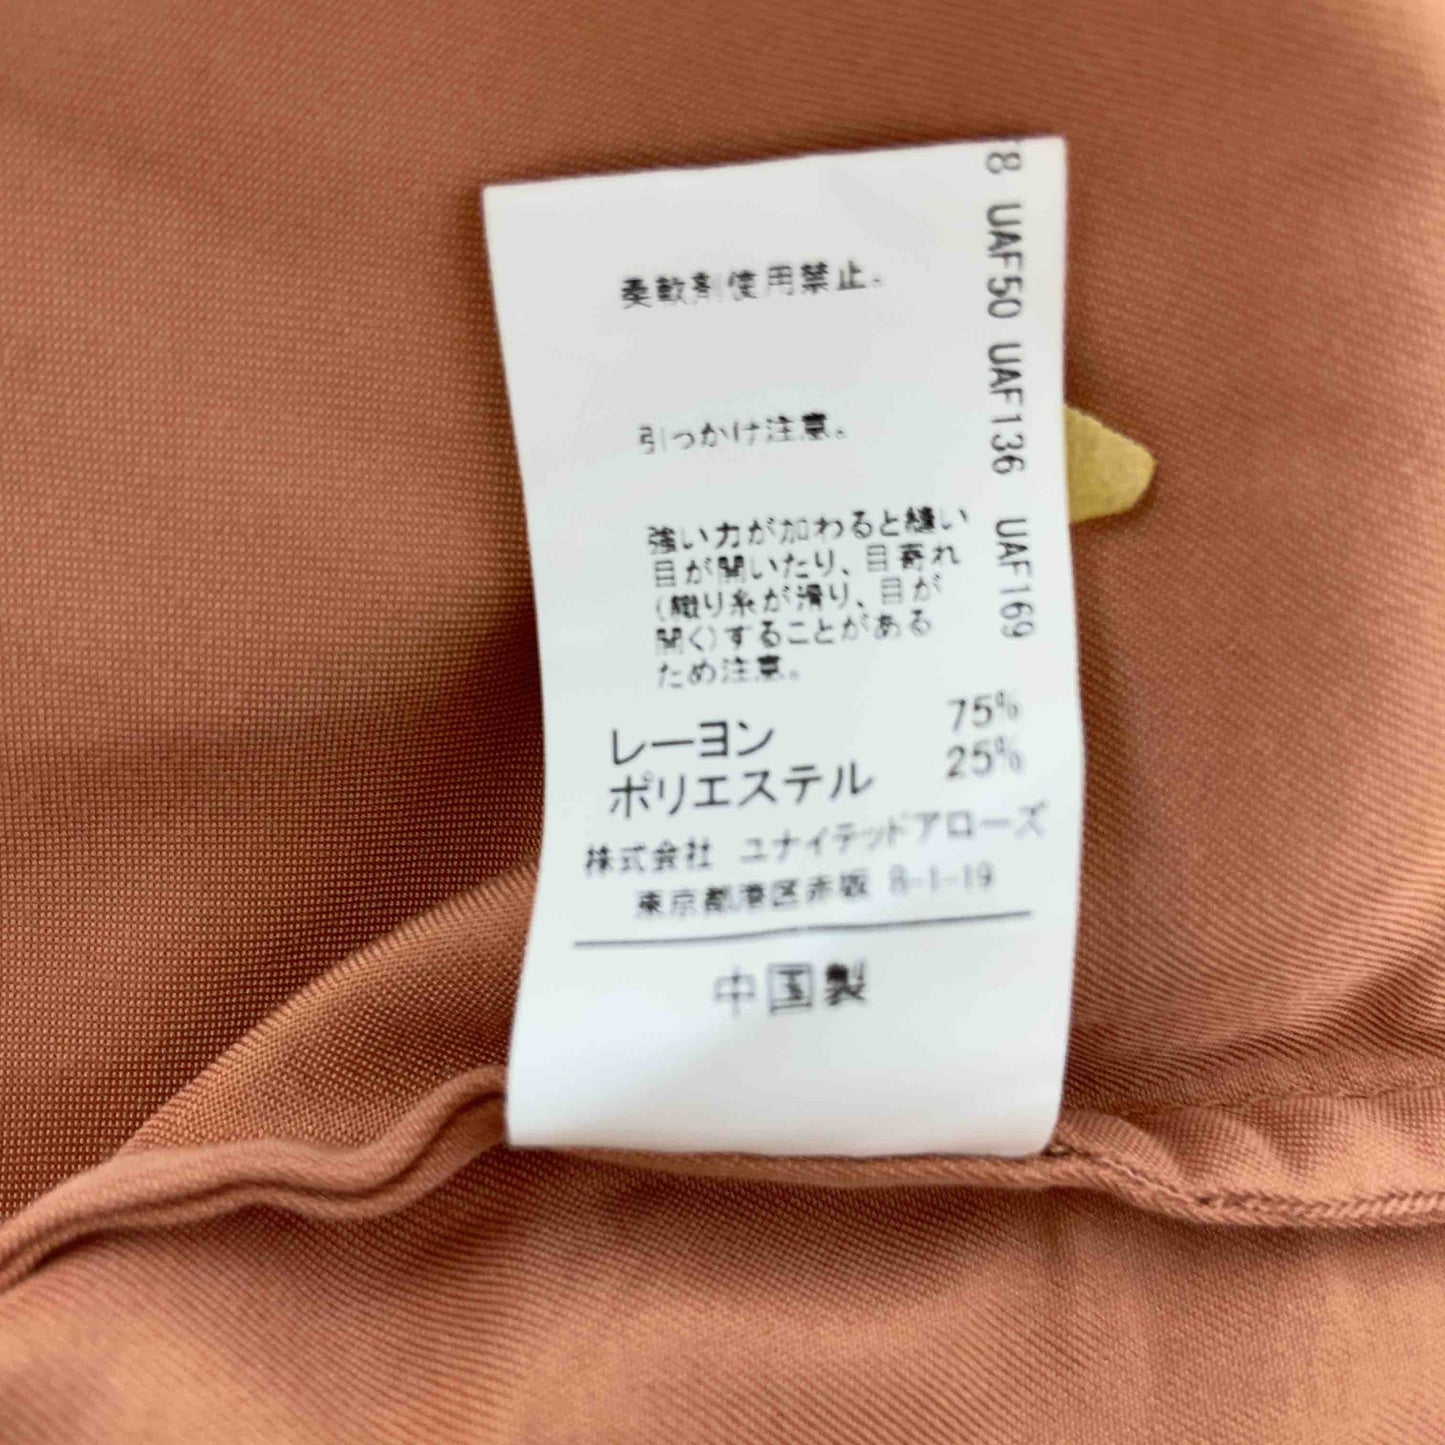 柔軟剤使用禁止。
引っかけ注意。
強い力が加わると縫い
目が開いたり、目寄れ
(織り糸が滑り、目が
開く)することがある
ため注意。
レーヨン 75%
ポリエステル 25%
株式会社 ユナイテッドアローズ
東京都港区赤坂 8-1-19
中国製
UAF50 UAF136 UAF169